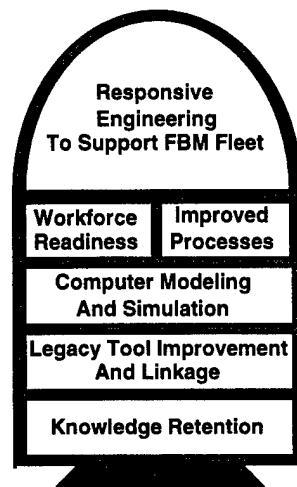 Responsive
Engineering
To Support FBM Fleet
Workforce
Readiness
Improved
Processes
Computer Modeling
And Simulation
Legacy Tool Improvement
And Linkage
Knowledge Retention